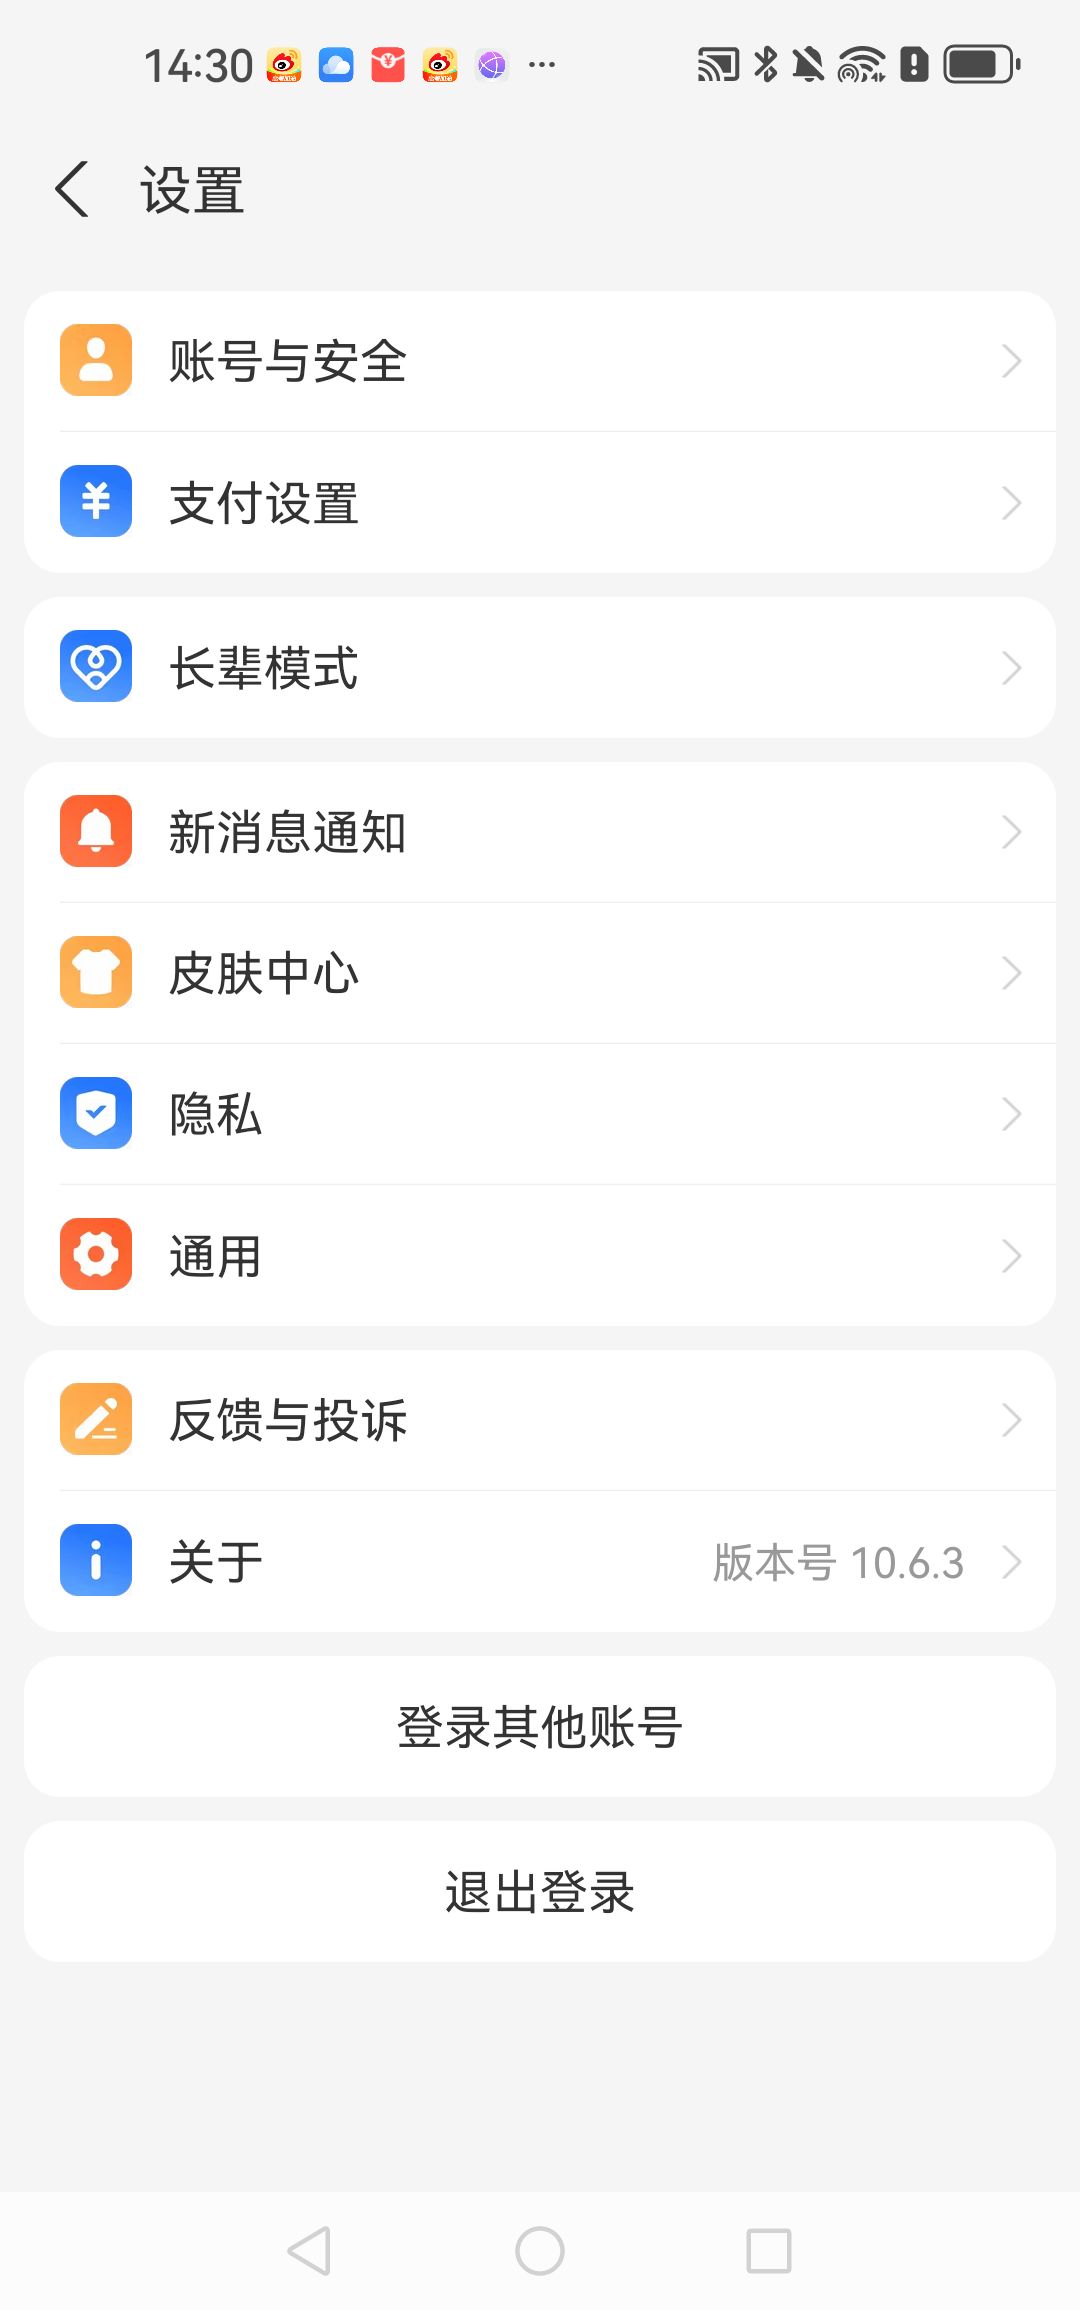 14:30
设置
账号与安全
支付设置
长辈模式
新消息通知
皮肤中心
隐私
通用
反馈与投诉
关于 版本号 10.6.3
登录其他账号
退出登录